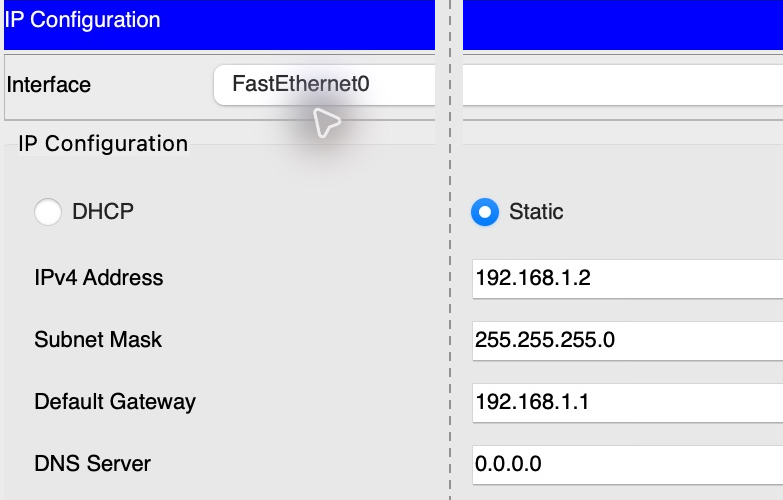 IP Configuration
Interface FastEthernet0
IP Configuration
DHCP Static
IPv4 Address 192.168.1.2
Subnet Mask 255.255.255.0
Default Gateway 192.168.1.1
DNS Server 0.0.0.0